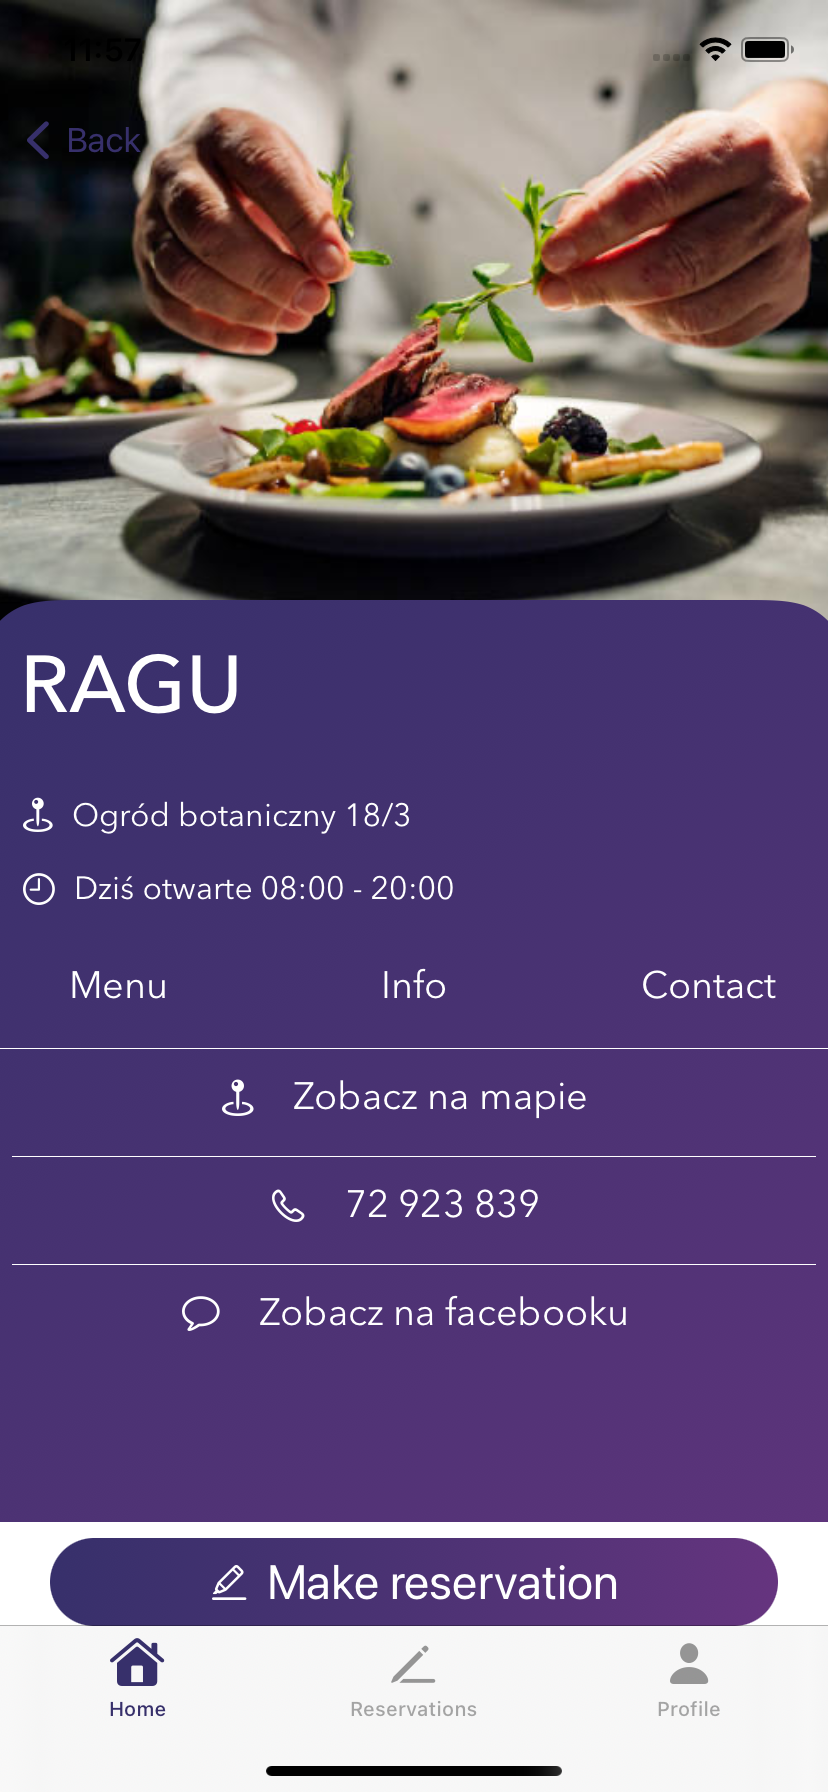 11:57
Back
RAGU
Ogród botaniczny 18/3
Dziś otwarte 08:00 - 20:00
Menu Info Contact
Zobacz na mapie
72 923 839
Zobacz na facebooku
Make reservation
Home Reservations Profile